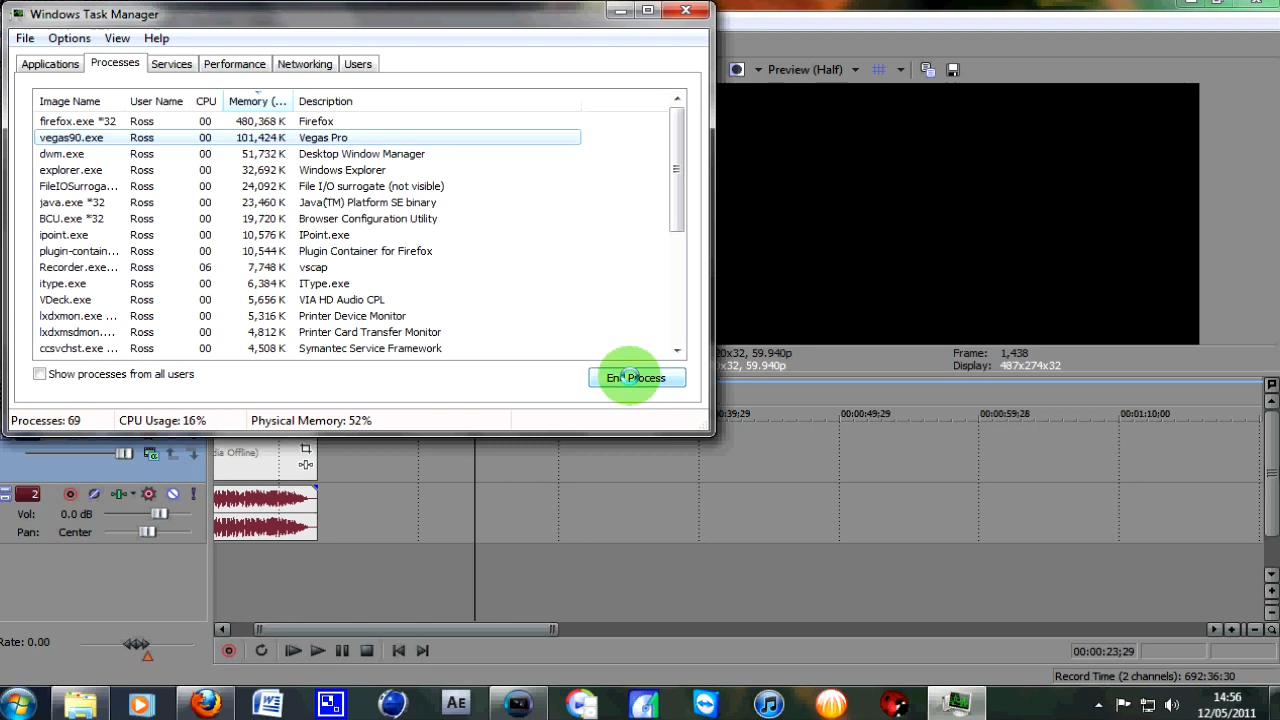 Windows Task Manager
File Options View Help
Applications Processes Services Performance Networking Users
Image Name User Name CPU Memory (... Description
firefox.exe *32 Ross 00 480,368 K Firefox
vegas90.exe Ross 00 101,424 K Vegas Pro
dwm.exe Ross 00 51,732 K Desktop Window Manager
explorer.exe Ross 00 32,692 K Windows Explorer
FileIOSurroga... Ross 00 24,092 K File I/O surrogate (not visible)
java.exe *32 Ross 00 23,460 K Java(TM) Platform SE binary
BCU.exe *32 Ross 00 19,720 K Browser Configuration Utility
ipoint.exe Ross 00 10,576 K IPoint.exe
plugin-contain... Ross 00 10,544 K Plugin Container for Firefox
Recorder.exe... Ross 06 7,748 K vscap
itype.exe Ross 00 6,384 K IType.exe
VDeck.exe Ross 00 5,656 K VIA HD Audio CPL
lxdxmon.exe ... Ross 00 5,316 K Printer Device Monitor
lxdxmsdmon.... Ross 00 4,812 K Printer Card Transfer Monitor
ccsvchst.exe ... Ross 00 4,508 K Symantec Service Framework
Show processes from all users
End Process
Processes: 69 CPU Usage: 16% Physical Memory: 52%
Preview (Half)
20x32, 59.940p Frame: 1,438
0x32, 59.940p Display: 487x274x32
:39;29 00:00:49;29 00:00:59;28 00:01:10;00
dia Offline)
2
Vol: 0.0 dB
Pan: Center
Rate: 0.00
00:00:23;29
Record Time (2 channels): 692:36:30
AE
14:56
12/05/2011